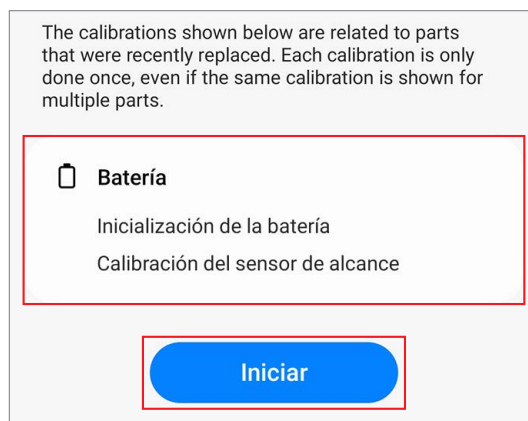 The calibrations shown below are related to parts
that were recently replaced. Each calibration is only
done once, even if the same calibration is shown for
multiple parts.
Batería
Inicialización de la batería
Calibración del sensor de alcance
Iniciar